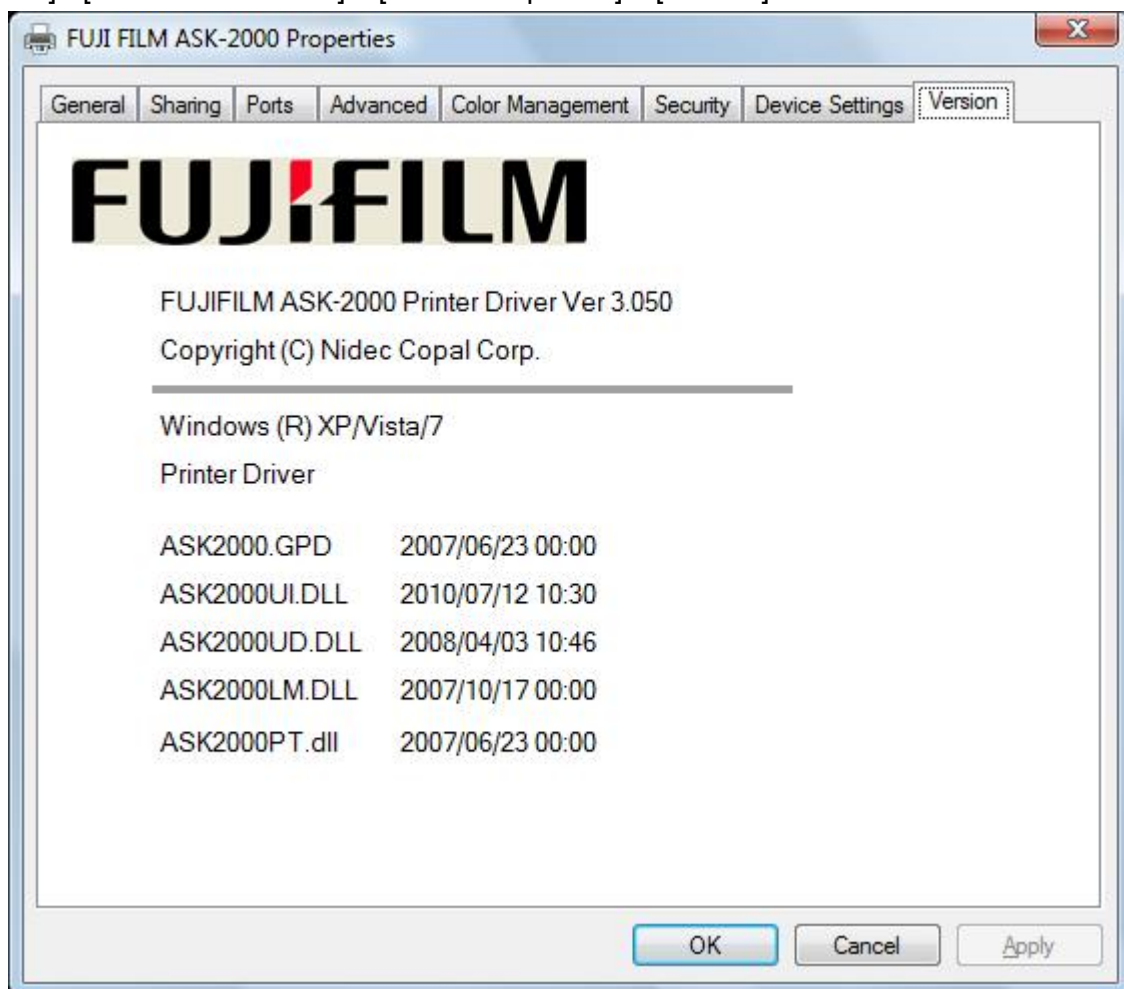 FUJI FILM ASK-2000 Properties
X
General Sharing Ports Advanced Color Management Security Device Settings Version
FUJIFILM
FUJIFILM ASK-2000 Printer Driver Ver 3.050
Copyright (C) Nidec Copal Corp.
Windows (R) XP/Vista/7
Printer Driver
ASK2000.GPD 2007/06/23 00:00
ASK2000UI.DLL 2010/07/12 10:30
ASK2000UD.DLL 2008/04/03 10:46
ASK2000LM.DLL 2007/10/17 00:00
ASK2000PT.dll 2007/06/23 00:00
OK Cancel Apply